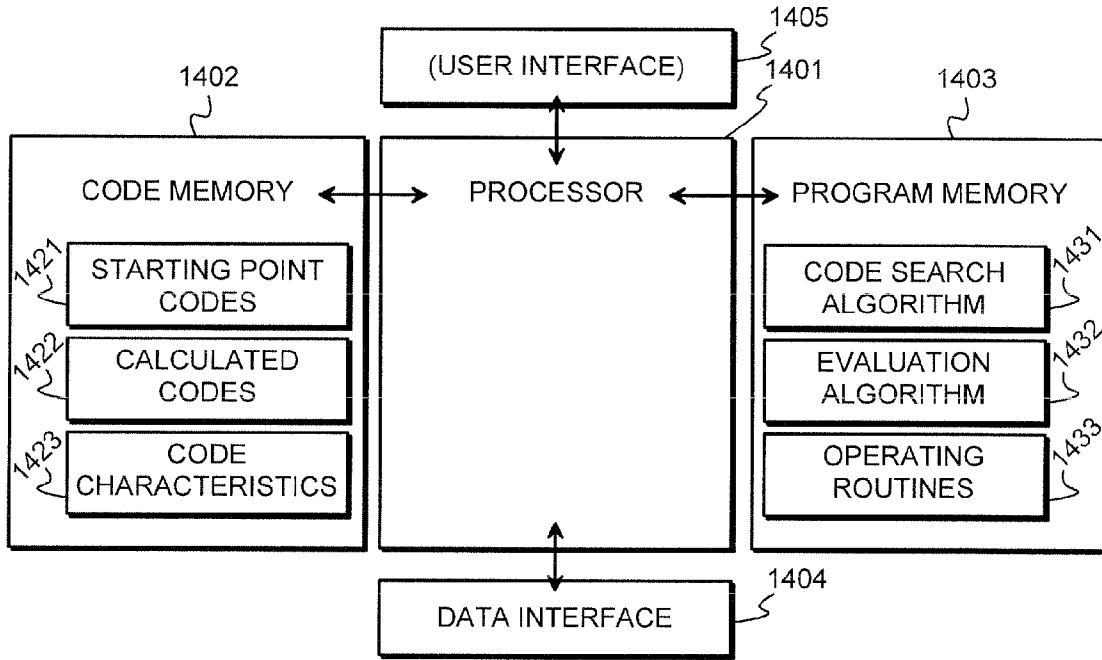 1405
(USER INTERFACE)
1401
1402
1403
CODE MEMORY
PROCESSOR
PROGRAM MEMORY
1421
STARTING POINT
CODES
1422
CALCULATED
CODES
1423
CODE
CHARACTERISTICS
CODE SEARCH
ALGORITHM
1431
EVALUATION
ALGORITHM
1432
OPERATING
ROUTINES
1433
1404
DATA INTERFACE